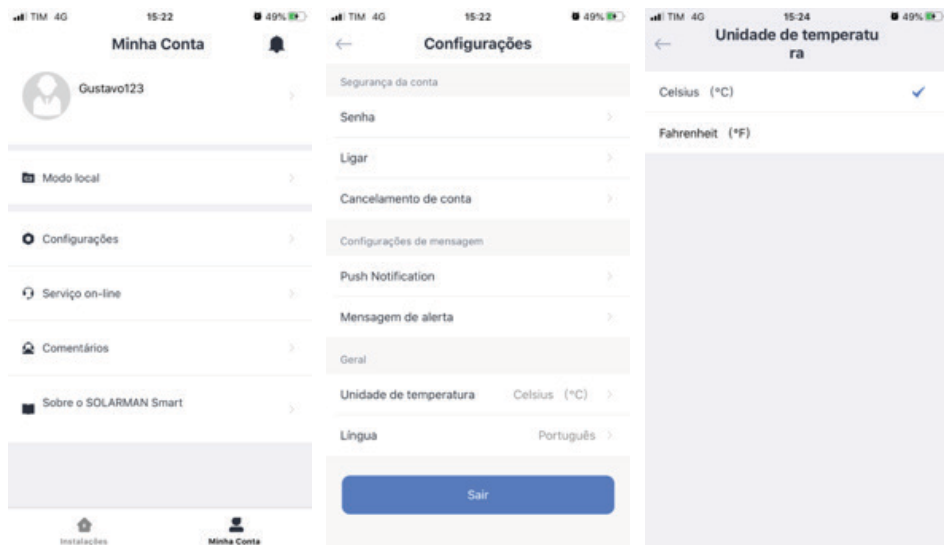 TIM 4G 15:22 49%
Minha Conta
Gustavo123
Modo local
Configurações
Serviço on-line
Comentários
Sobre o SOLARMAN Smart
Instalações
Minha Conta
TIM 4G 15:22 49%
Configurações
Segurança da conta
Senha
Ligar
Cancelamento de conta
Configurações de mensagem
Push Notification
Mensagem de alerta
Geral
Unidade de temperatura Celsius (°C)
Língua Português
Sair
TIM 4G 15:24 49%
Unidade de temperatu
ra
Celsius (°C)
Fahrenheit (°F)